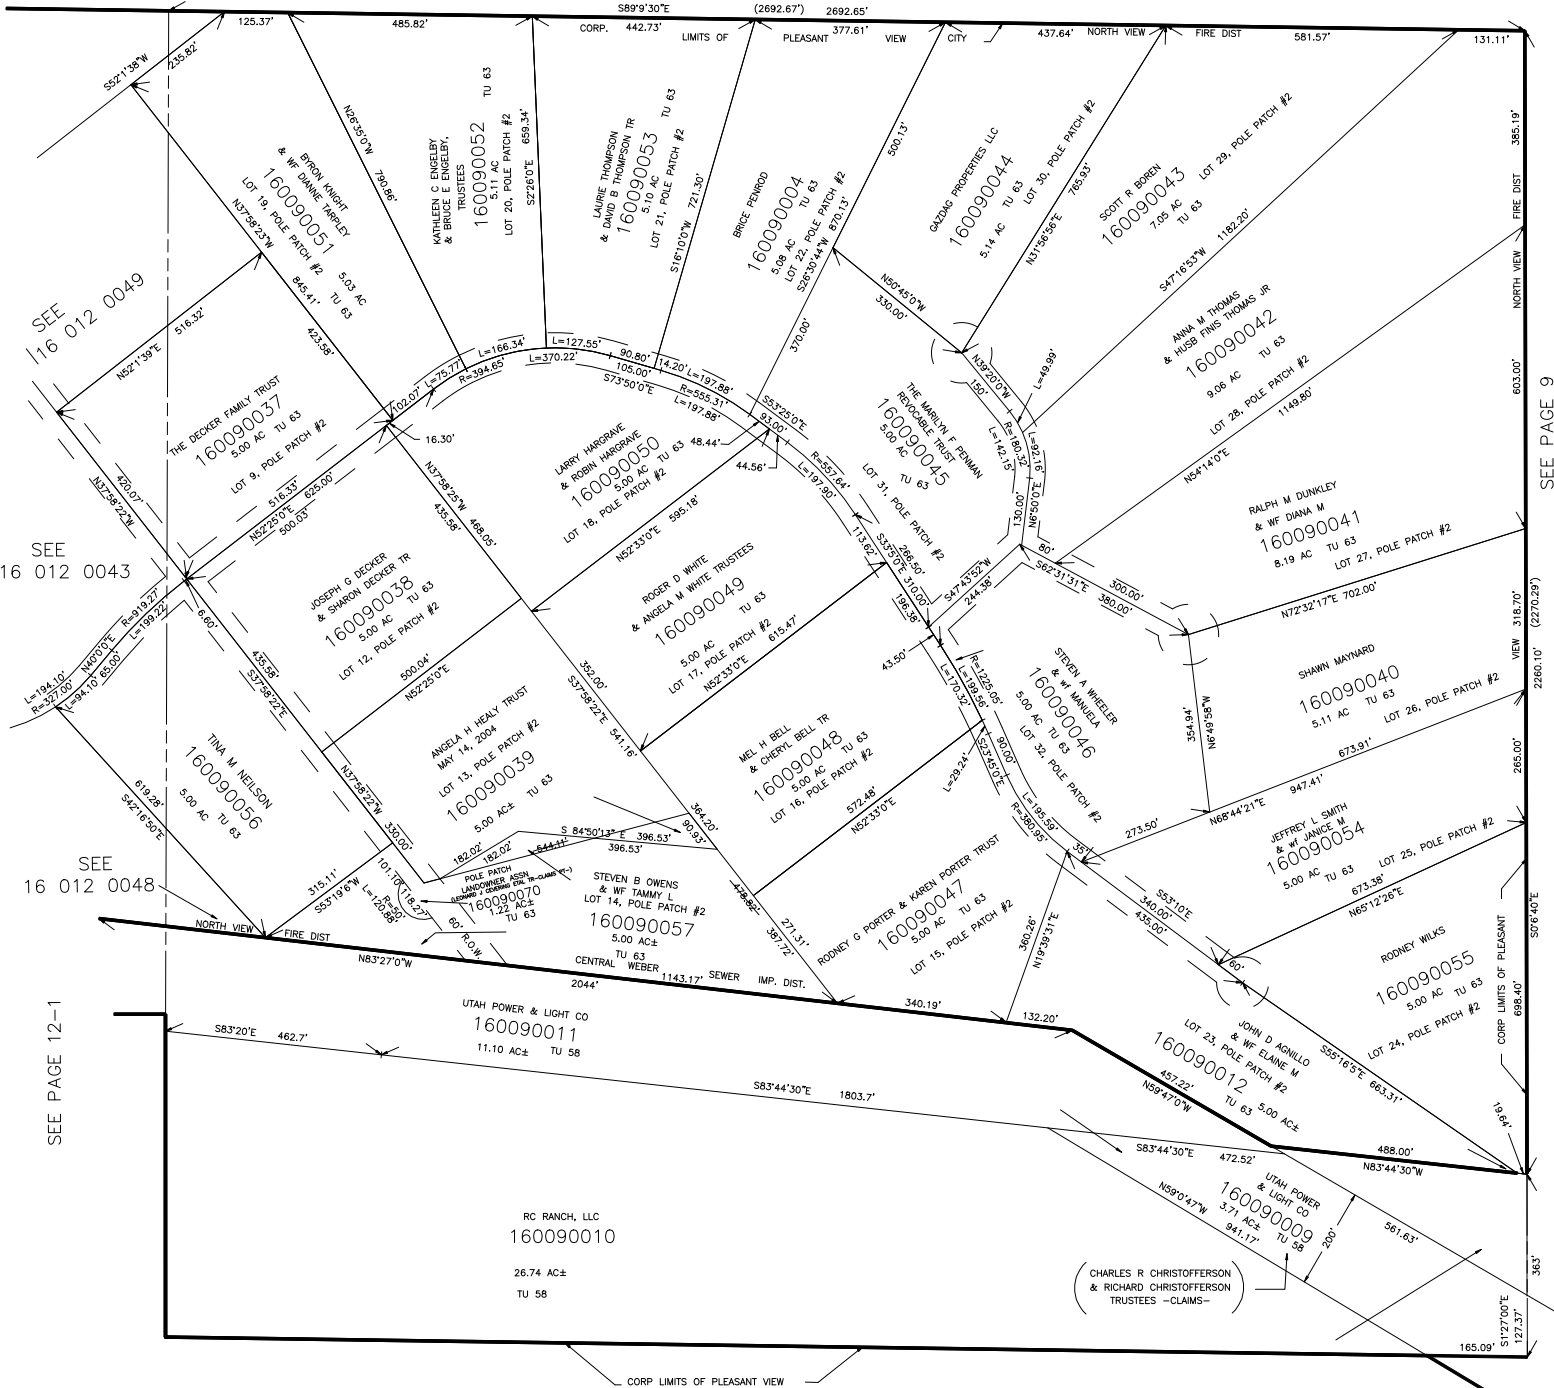 S89°9'30"E (2692.67') 2692.65'
125.37'
485.82'
CORP. 442.73'
LIMITS OF
PLEASANT
377.61'
VIEW
CITY
437.64'
NORTH VIEW
FIRE DIST
581.57'
131.11'
S52°1'38"W
235.82'
BYRON KNIGHT
& WF DIANNE TARPLEY
160090051
LOT 19, POLE PATCH #2
5.03 AC
TU 63
N37°58'23"W
845.41'
423.58'
N26°35'0"W
790.86'
KATHLEEN C ENGELBY
& BRUCE E ENGELBY,
TRUSTEES
160090052 TU 63
5.11 AC
LOT 20, POLE PATCH #2
S2°26'0"E 659.34'
LAURIE THOMPSON
& DAVID B THOMPSON TR
160090053 TU 63
5.10 AC
LOT 21, POLE PATCH #2
S16°10'0"W 721.30'
BRICE PENROD
160090004
5.08 AC TU 63
LOT 22, POLE PATCH #2
S26°30'44"W 870.13'
500.13'
370.00'
GAZDAG PROPERTIES LLC
160090044
5.14 AC TU 63
LOT 30, POLE PATCH #2
N31°56'56"E
765.93'
N50°45'0"W
330.00'
SCOTT R BOREN
160090043
7.05 AC
TU 63
LOT 29, POLE PATCH #2
S47°16'53"W 1182.20'
385.19'
FIRE DIST
NORTH VIEW
603.00'
ANNA M THOMAS
& HUSB FINIS THOMAS JR
160090042
9.06 AC TU 63
LOT 28, POLE PATCH #2
1149.80'
N54°14'0"E
SEE PAGE 9
SEE
16 012 0049
N52°1'39"E
516.32'
THE DECKER FAMILY TRUST
160090037
5.00 AC TU 63
LOT 9, POLE PATCH #2
420.07'
N37°58'22"W
516.33'
N52°25'0"E 625.00'
500.03'
102.07'
16.30'
L=75.77'
L=166.34'
R=394.65'
L=370.22'
L=127.55'
90.80'
105.00'
S73°50'0"E
14.20'
L=197.88'
R=555.31'
L=197.88'
S53°25'0"E
93.00'
48.44'
44.56'
R=557.64'
L=197.90'
113.62'
S33°5'0"E
266.50'
310.00'
196.38'
THE MARILYN F PENMAN
REVOCABLE TRUST
160090045
5.00 AC
TU 63
LOT 31, POLE PATCH #2
N39°20'0"W
150'
L=49.99'
R=180.32'
L=142.15'
L=92.16'
130.00'
N6°50'0"E
80'
S47°43'52"W
244.38'
S62°31'31"E
300.00'
380.00'
RALPH M DUNKLEY
& WF DIANA M
160090041
8.19 AC TU 63
LOT 27, POLE PATCH #2
N72°32'17"E 702.00'
LARRY HARGRAVE
& ROBIN HARGRAVE
160090050
5.00 AC TU 63
LOT 18, POLE PATCH #2
N52°33'0"E 595.18'
N37°58'25"W 468.05'
435.58'
SEE
16 012 0043
JOSEPH G DECKER
& SHARON DECKER TR
160090038
5.00 AC TU 63
LOT 12, POLE PATCH #2
500.04'
N52°25'0"E
R=919.27'
L=199.22'
N40°0'0"E
65.00'
L=194.10'
R=327.00'
L=94.10'
6.60'
435.58'
S37°58'22"E
ROGER D WHITE
& ANGELA M WHITE TRUSTEES
160090049
TU 63
5.00 AC
LOT 17, POLE PATCH #2
N52°33'0"E 615.47'
352.00'
S37°58'22"E
541.16'
43.50'
R=1225.05'
L=199.56'
L=170.32'
STEVEN A WHEELER
& wf MANUELA
160090046
5.00 AC TU 63
LOT 32, POLE PATCH #2
354.94'
N6°49'58"W
SHAWN MAYNARD
160090040
5.11 AC TU 63
LOT 26, POLE PATCH #2
673.91'
947.41'
N68°44'21"E
273.50'
VIEW 318.70'
(2270.29')
2260.10'
265.00'
TINA M NEILSON
160090056
5.00 AC TU 63
619.28'
S42°16'50"E
ANGELA H HEALY TRUST
MAY 14, 2004
LOT 13, POLE PATCH #2
160090039
5.00 AC± TU 63
N37°58'22"W
330.00'
MEL H BELL
& CHERYL BELL TR
160090048
5.00 AC TU 63
LOT 16, POLE PATCH #2
572.48'
N52°33'0"E
L=29.24'
90.00'
S23°45'0"E
L=195.59'
R=380.95'
35'
JEFFREY L SMITH
& wf JANICE M
160090054
5.00 AC TU 63
LOT 25, POLE PATCH #2
673.38'
N65°12'26"E
SEE
16 012 0048
315.11'
S53°19'6"W
182.02'
182.02'
S 84°50'13" E 396.53'
396.53'
544.11'
364.20'
90.93'
POLE PATCH
LANDOWNER ASSN
160090070
1.22 AC±
TU 63
101.10'
118.27'
R=50'
L=120.88'
60' R.O.W.
STEVEN B OWENS
& WF TAMMY L
LOT 14, POLE PATCH #2
160090057
5.00 AC±
TU 63
478.82'
271.31'
387.72'
RODNEY G PORTER & KAREN PORTER TRUST
160090047
5.00 AC TU 63
LOT 15, POLE PATCH #2
360.26'
N19°39'31"E
S53°10'E
340.00'
435.00'
60'
RODNEY WILKS
160090055
5.00 AC TU 63
LOT 24, POLE PATCH #2
CORP LIMITS OF PLEASANT
698.40'
S0°6'40"E
NORTH VIEW
FIRE DIST
N83°27'0"W
2044'
CENTRAL WEBER
1143.17'
SEWER
IMP. DIST.
340.19'
132.20'
JOHN D AGNILLO
& WF ELAINE M
LOT 23, POLE PATCH #2
160090012
TU 63 5.00 AC±
S55°16'5"E 663.31'
457.22'
N59°47'0"W
19.64'
488.00'
N83°44'30"W
SEE PAGE 12-1
UTAH POWER & LIGHT CO
160090011
11.10 AC± TU 58
S83°20'E 462.7'
S83°44'30"E
1803.7'
S83°44'30"E 472.52'
N59°0'47"W
941.17'
UTAH POWER
& LIGHT CO
160090009
3.71 AC±
TU 58
200'
561.63'
363'
RC RANCH, LLC
160090010
26.74 AC±
TU 58
CHARLES R CHRISTOFFERSON
& RICHARD CHRISTOFFERSON
TRUSTEES -CLAIMS-
S1°27'00"E
127.37'
165.09'
CORP LIMITS OF PLEASANT VIEW